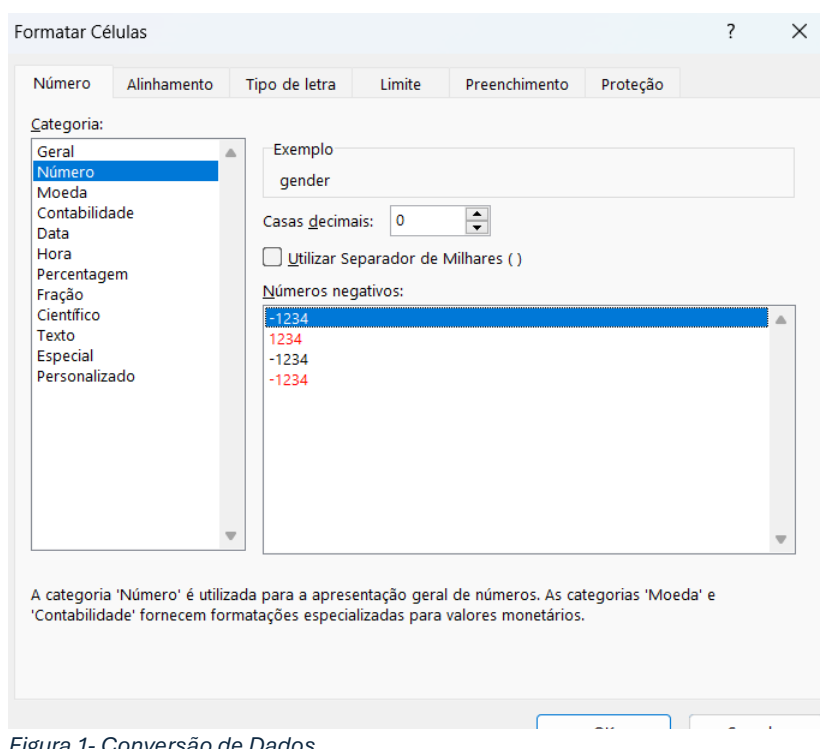 Formatar Células ? ×
Número Alinhamento Tipo de letra Limite Preenchimento Proteção
Categoria:
Geral
Número
Moeda
Contabilidade
Data
Hora
Percentagem
Fração
Científico
Texto
Especial
Personalizado
Exemplo
gender
Casas decimais: 0
Utilizar Separador de Milhares ( )
Números negativos:
-1234
1234
-1234
-1234
A categoria 'Número' é utilizada para a apresentação geral de números. As categorias 'Moeda' e
'Contabilidade' fornecem formatações especializadas para valores monetários.
Figura 1- Conversão de Dados